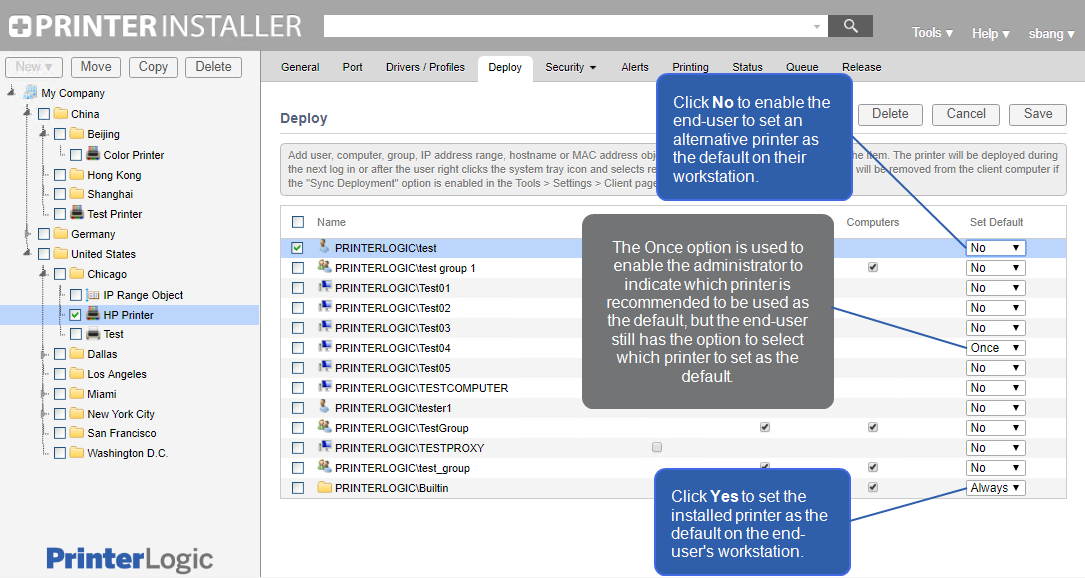 PRINTER INSTALLER
Tools ▾ Help ▾ sbang ▾
New ▾ Move Copy Delete
General Port Drivers / Profiles Deploy Security ▾ Alerts Printing Status Queue Release
My Company
China
Beijing
Color Printer
Hong Kong
Shanghai
Test Printer
Germany
United States
Chicago
IP Range Object
HP Printer
Test
Dallas
Los Angeles
Miami
New York City
San Francisco
Washington D.C.
PrinterLogic
Deploy
Delete Cancel Save
Add user, computer, group, IP address range, hostname or MAC address obj
the item. The printer will be deployed during
the next log in or after the user right clicks the system tray icon and selects re
will be removed from the client computer if
the "Sync Deployment" option is enabled in the Tools > Settings > Client page
Click No to enable the
end-user to set an
alternative printer as
the default on their
workstation.
Name Computers Set Default
PRINTERLOGIC\test No
PRINTERLOGIC\test group 1 No
PRINTERLOGIC\Test01 No
PRINTERLOGIC\Test02 No
PRINTERLOGIC\Test03 No
PRINTERLOGIC\Test04 Once
PRINTERLOGIC\Test05 No
PRINTERLOGIC\TESTCOMPUTER No
PRINTERLOGIC\tester1 No
PRINTERLOGIC\TestGroup No
PRINTERLOGIC\TESTPROXY No
PRINTERLOGIC\test_group No
PRINTERLOGIC\Builtin Always
The Once option is used to
enable the administrator to
indicate which printer is
recommended to be used as
the default, but the end-user
still has the option to select
which printer to set as the
default.
Click Yes to set the
installed printer as the
default on the end-
user's workstation.